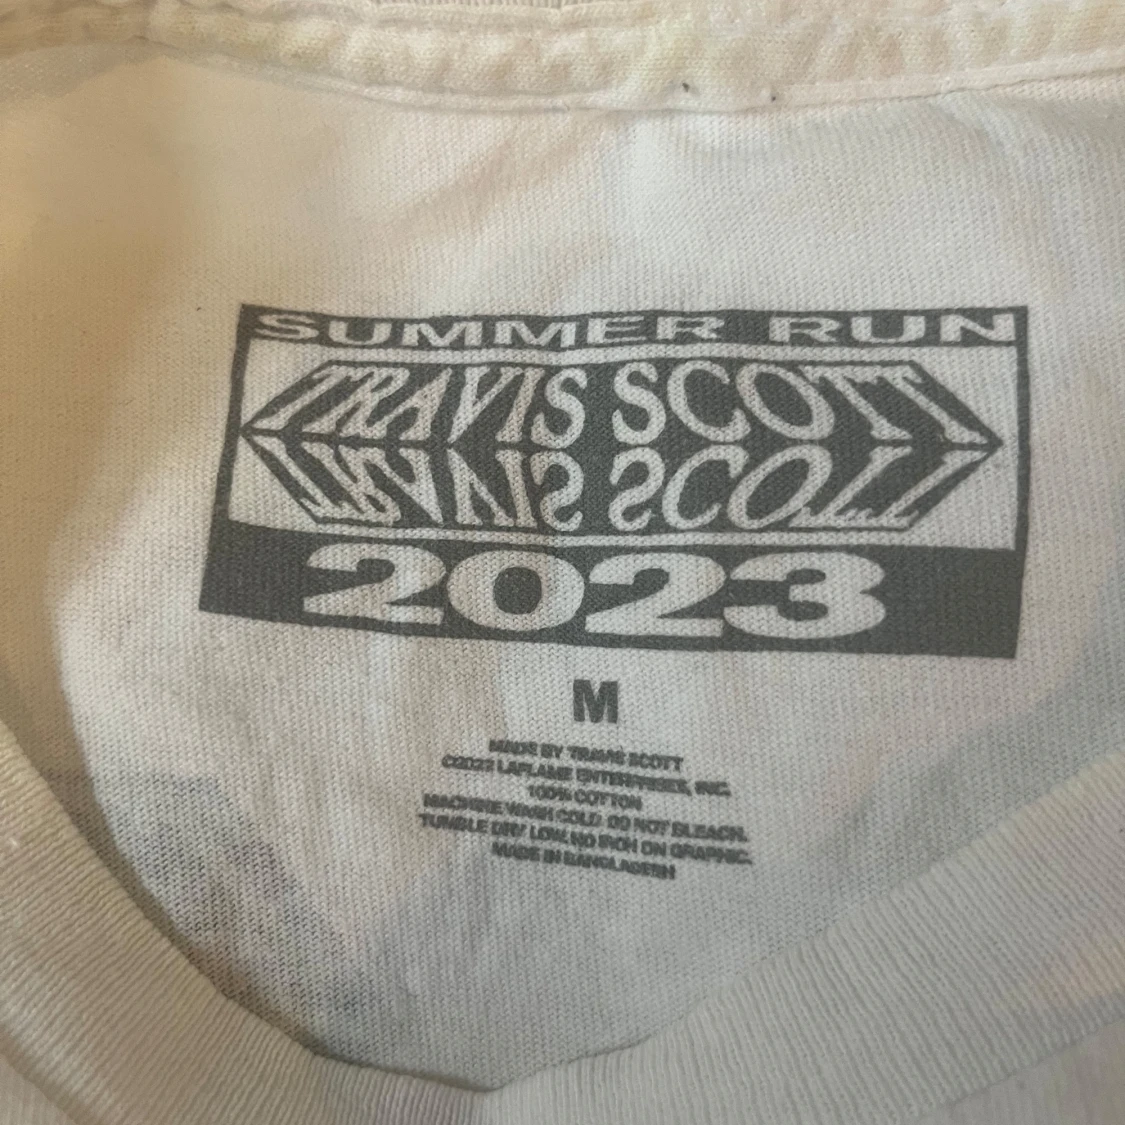 SUMMER RUN
TRAVIS SCOTT
TRAVIS SCOTT
2023
M
MADE BY TRAVIS SCOTT
LAFLAME ENTERPRISES, INC.
100% COTTON
MACHINE WASH COLD. DO NOT BLEACH.
TUMBLE DRY LOW. NO IRON ON GRAPHIC.
MADE IN BANGLADESH